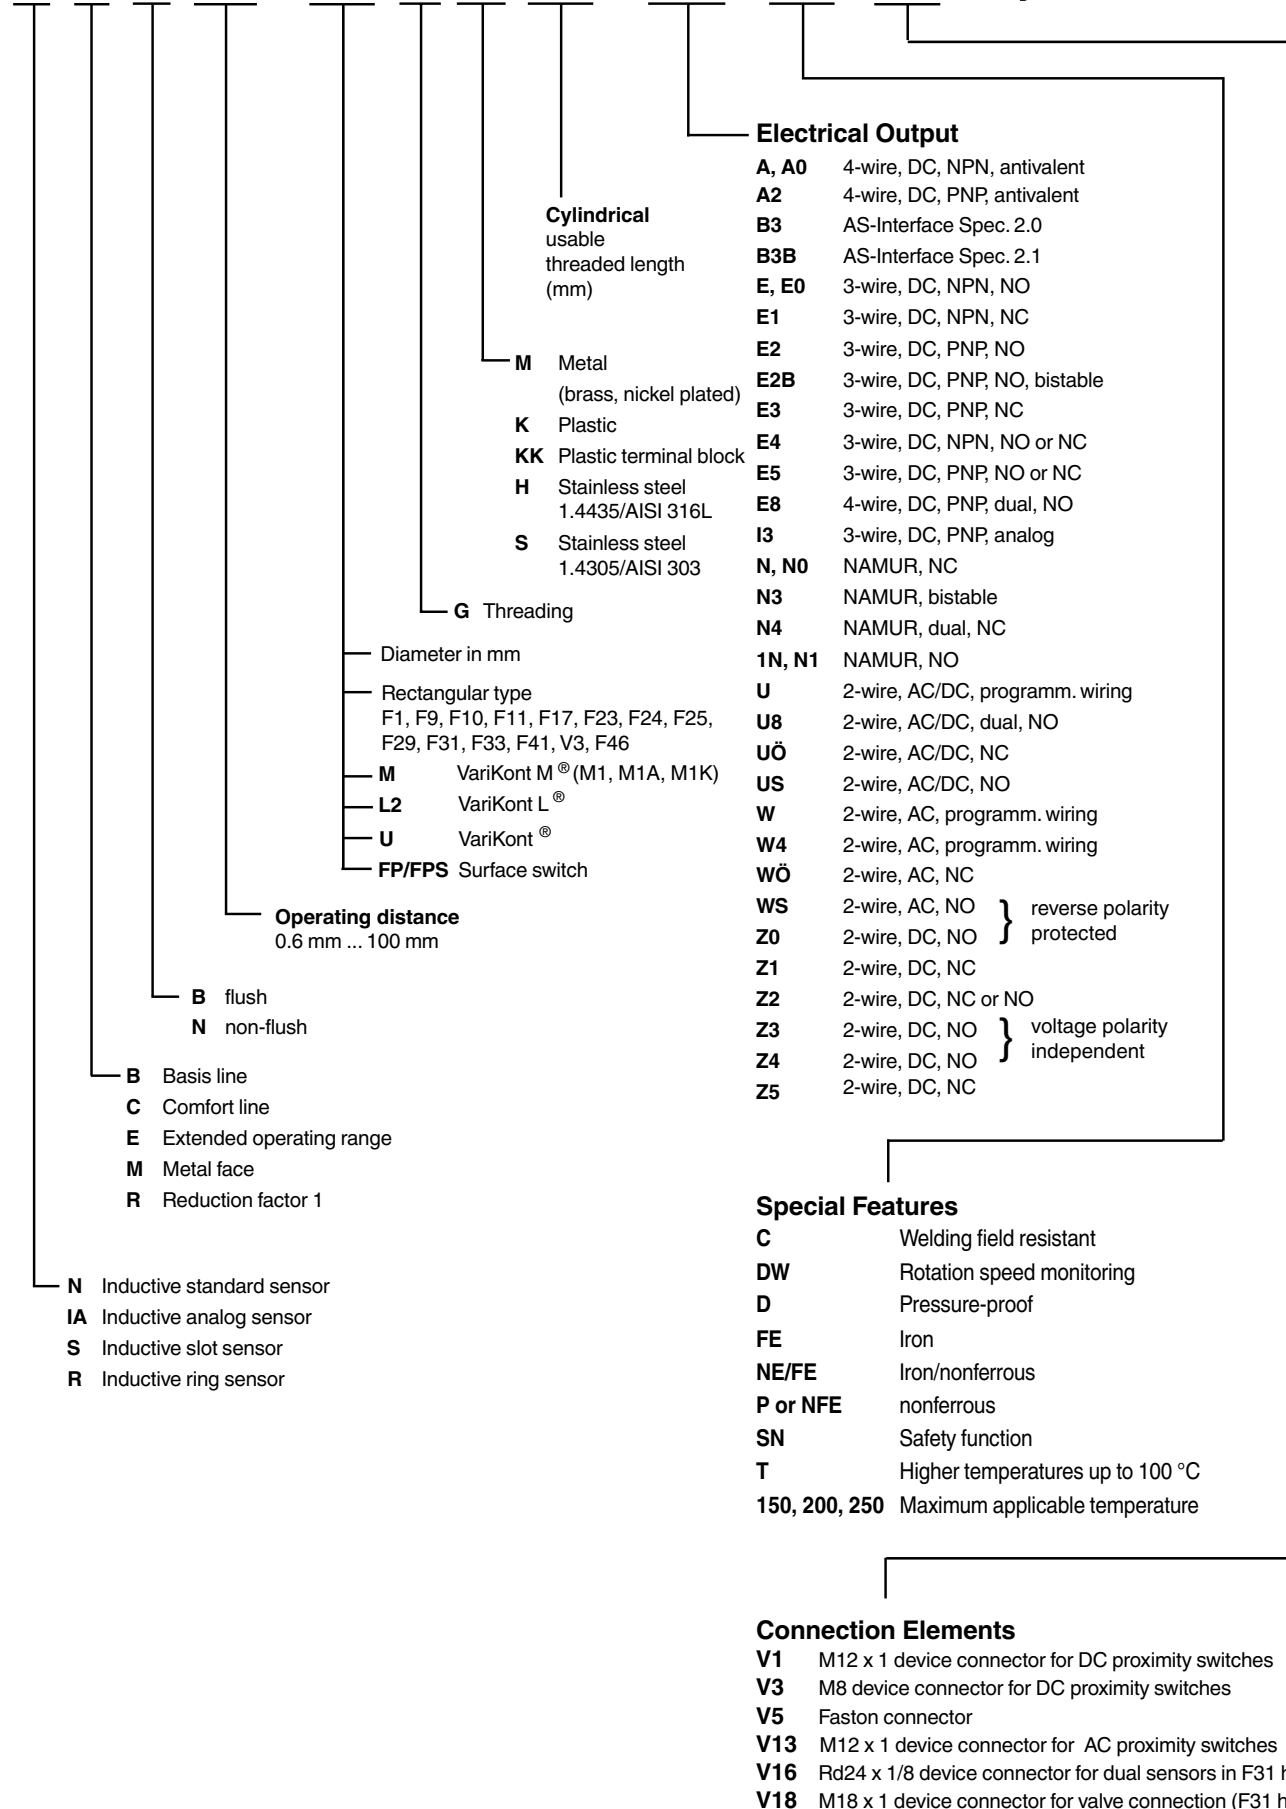 Electrical Output
A, A0 4-wire, DC, NPN, antivalent
A2 4-wire, DC, PNP, antivalent
B3 AS-Interface Spec. 2.0
B3B AS-Interface Spec. 2.1
E, E0 3-wire, DC, NPN, NO
E1 3-wire, DC, NPN, NC
E2 3-wire, DC, PNP, NO
E2B 3-wire, DC, PNP, NO, bistable
E3 3-wire, DC, PNP, NC
E4 3-wire, DC, NPN, NO or NC
E5 3-wire, DC, PNP, NO or NC
E8 4-wire, DC, PNP, dual, NO
I3 3-wire, DC, PNP, analog
N, N0 NAMUR, NC
N3 NAMUR, bistable
N4 NAMUR, dual, NC
1N, N1 NAMUR, NO
U 2-wire, AC/DC, programm. wiring
U8 2-wire, AC/DC, dual, NO
UÖ 2-wire, AC/DC, NC
US 2-wire, AC/DC, NO
W 2-wire, AC, programm. wiring
W4 2-wire, AC, programm. wiring
WÖ 2-wire, AC, NC
WS 2-wire, AC, NO
Z0 2-wire, DC, NO
} reverse polarity
protected
Z1 2-wire, DC, NC
Z2 2-wire, DC, NC or NO
Z3 2-wire, DC, NO
Z4 2-wire, DC, NO
} voltage polarity
independent
Z5 2-wire, DC, NC
Cylindrical
usable
threaded length
(mm)
M Metal
(brass, nickel plated)
K Plastic
KK Plastic terminal block
H Stainless steel
1.4435/AISI 316L
S Stainless steel
1.4305/AISI 303
G Threading
Diameter in mm
Rectangular type
F1, F9, F10, F11, F17, F23, F24, F25,
F29, F31, F33, F41, V3, F46
M VariKont M ® (M1, M1A, M1K)
L2 VariKont L ®
U VariKont ®
FP/FPS Surface switch
Operating distance
0.6 mm ... 100 mm
B flush
N non-flush
B Basis line
C Comfort line
E Extended operating range
M Metal face
R Reduction factor 1
N Inductive standard sensor
IA Inductive analog sensor
S Inductive slot sensor
R Inductive ring sensor
Special Features
C Welding field resistant
DW Rotation speed monitoring
D Pressure-proof
FE Iron
NE/FE Iron/nonferrous
P or NFE nonferrous
SN Safety function
T Higher temperatures up to 100 °C
150, 200, 250 Maximum applicable temperature
Connection Elements
V1 M12 x 1 device connector for DC proximity switches
V3 M8 device connector for DC proximity switches
V5 Faston connector
V13 M12 x 1 device connector for AC proximity switches
V16 Rd24 x 1/8 device connector for dual sensors in F31
V18 M18 x 1 device connector for valve connection (F31